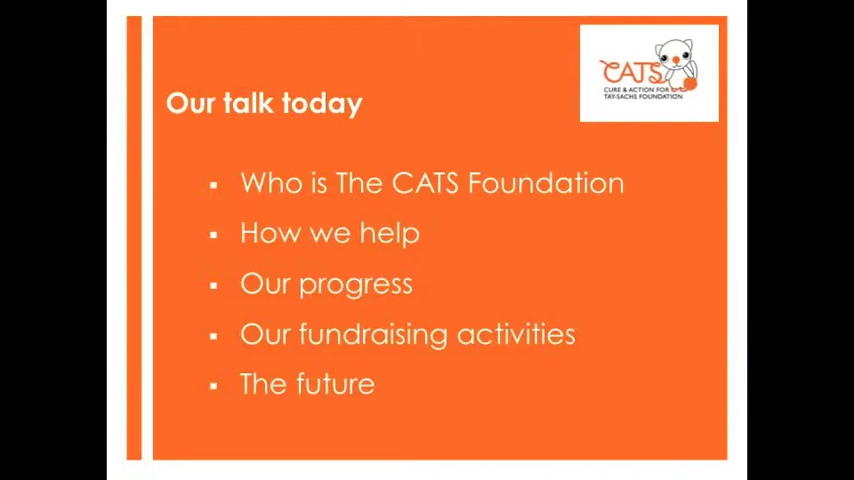 CATS
CURE & ACTION FOR
TAY-SACHS FOUNDATION
Our talk today
▪ Who is The CATS Foundation
▪ How we help
▪ Our progress
▪ Our fundraising activities
▪ The future